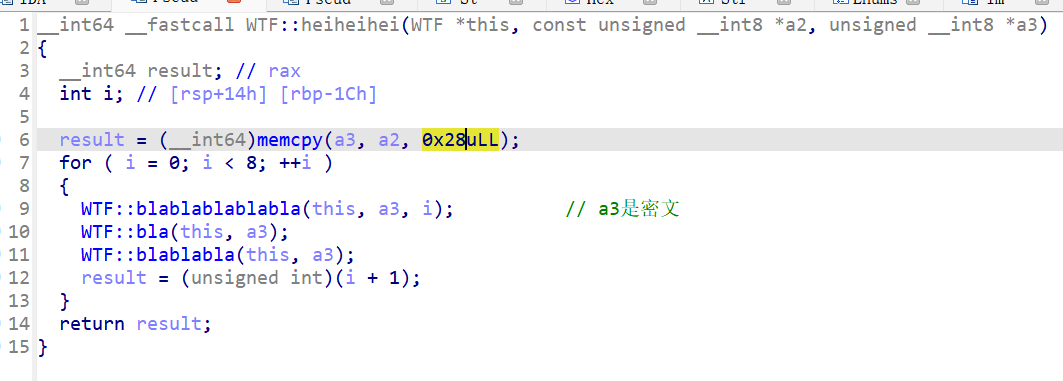 1 __int64 __fastcall WTF::heiheihei(WTF *this, const unsigned __int8 *a2, unsigned __int8 *a3)
2 {
3 __int64 result; // rax
4 int i; // [rsp+14h] [rbp-1Ch]
5
6 result = (__int64)memcpy(a3, a2, 0x28uLL);
7 for ( i = 0; i < 8; ++i )
8 {
9 WTF::blablablablabla(this, a3, i); // a3是密文
10 WTF::bla(this, a3);
11 WTF::blablabla(this, a3);
12 result = (unsigned int)(i + 1);
13 }
14 return result;
15 }